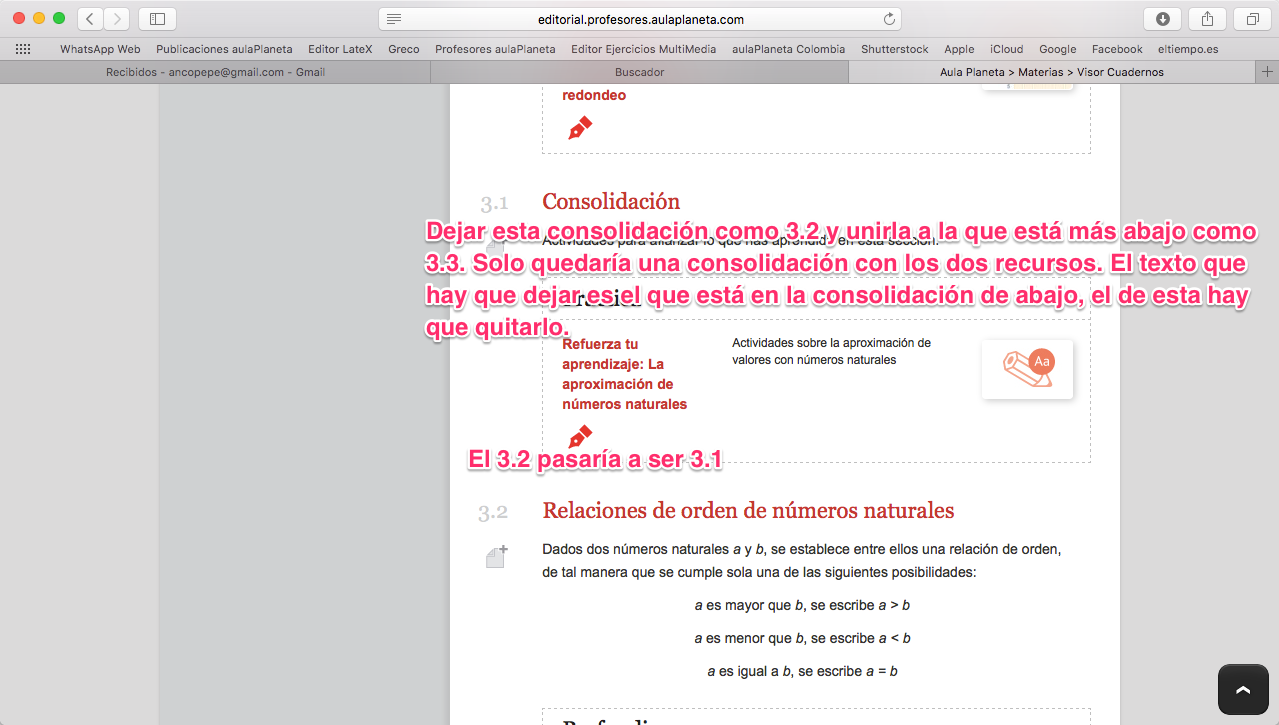 editorial.profesores.aulaplaneta.com
WhatsApp Web Publicaciones aulaPlaneta Editor LateX Greco Profesores aulaPlaneta Editor Ejercicios MultiMedia aulaPlaneta Colombia Shutterstock Apple iCloud Google Facebook eltiempo.es
Recibidos - ancopepe@gmail.com - Gmail Buscador Aula Planeta > Materias > Visor Cuadernos
redondeo
3.1 Consolidación
Dejar esta consolidación como 3.2 y unirla a la que está más abajo como
3.3. Solo quedaría una consolidación con los dos recursos. El texto que
hay que dejar es el que está en la consolidación de abajo, el de esta hay
que quitarlo.
Refuerza tu
aprendizaje: La
aproximación de
números naturales
Actividades sobre la aproximación de
valores con números naturales
Aa
El 3.2 pasaría a ser 3.1
3.2 Relaciones de orden de números naturales
Dados dos números naturales a y b, se establece entre ellos una relación de orden,
de tal manera que se cumple sola una de las siguientes posibilidades:
a es mayor que b, se escribe a > b
a es menor que b, se escribe a < b
a es igual a b, se escribe a = b